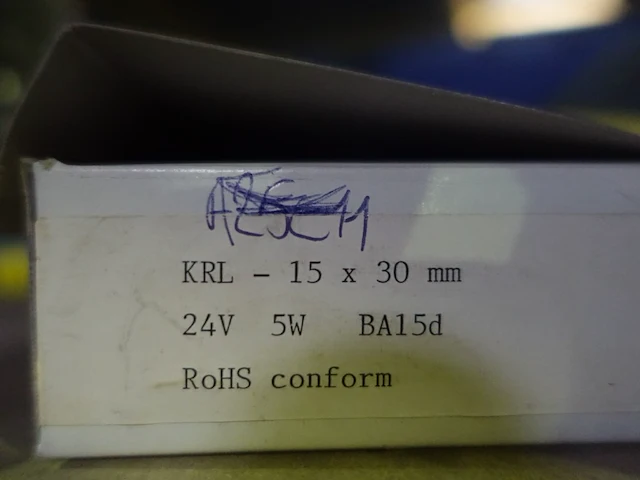 KRL - 15 x 30 mm
24V 5W BA15d
RoHS conform